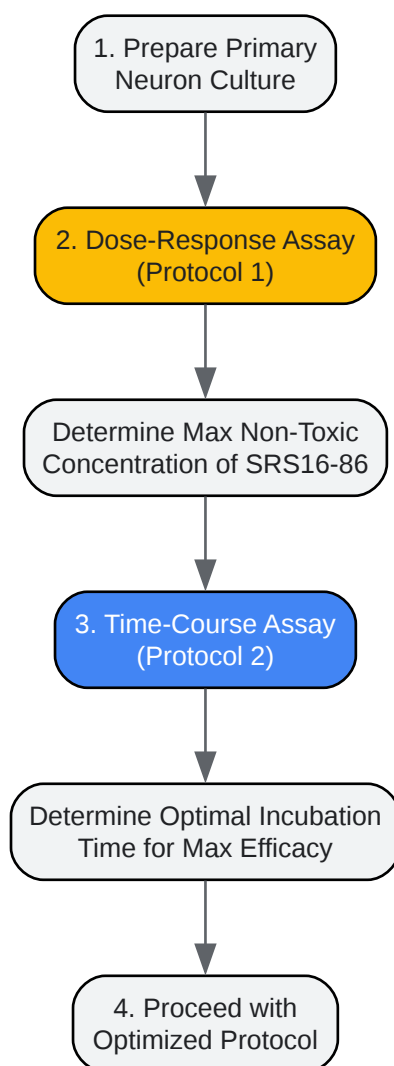 1. Prepare Primary
Neuron Culture
2. Dose-Response Assay
(Protocol 1)
Determine Max Non-Toxic
Concentration of SRS16-86
3. Time-Course Assay
(Protocol 2)
Determine Optimal Incubation
Time for Max Efficacy
4. Proceed with
Optimized Protocol